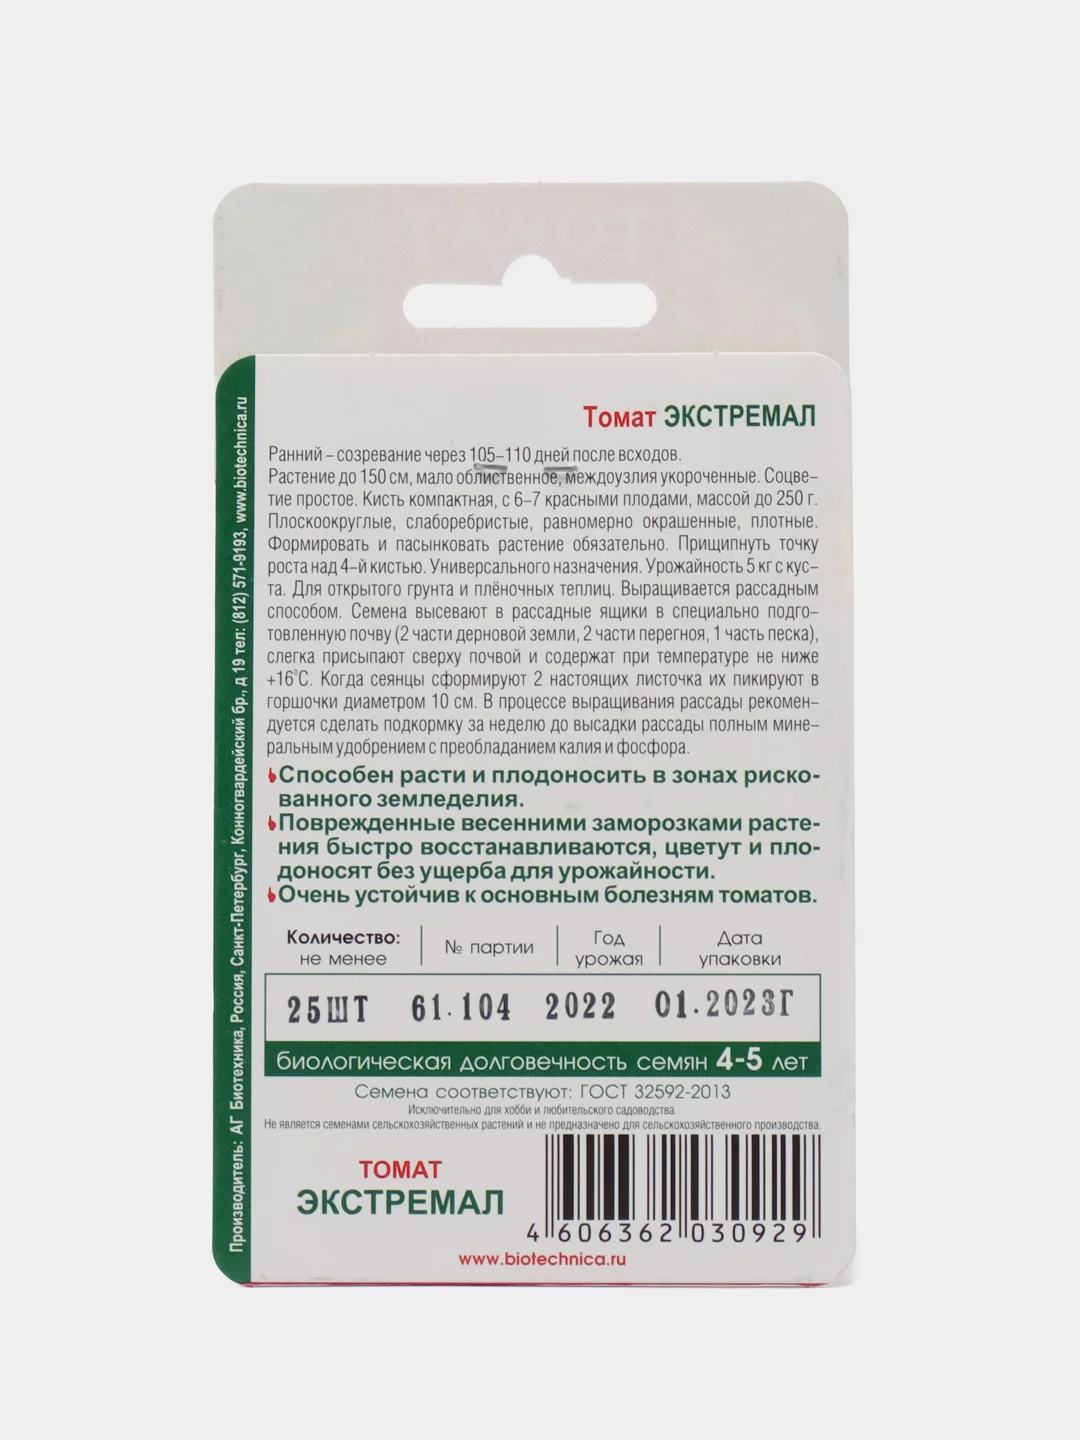 Томат ЭКСТРЕМАЛ
Ранний – созревание через 105–110 дней после всходов.
Растение до 150 см, мало облиственное, междоузлия укороченные. Соцве-
тие простое. Кисть компактная, с 6–7 красными плодами, массой до 250 г.
Плоскоокруглые, слаборебристые, равномерно окрашенные, плотные.
Формировать и пасынковать растение обязательно. Прищипнуть точку
роста над 4-й кистью. Универсального назначения. Урожайность 5 кг с кус-
та. Для открытого грунта и плёночных теплиц. Выращивается рассадным
способом. Семена высевают в рассадные ящики в специально подго-
товленную почву (2 части дерновой земли, 2 части перегноя, 1 часть песка),
слегка присыпают сверху почвой и содержат при температуре не ниже
+16°С. Когда сеянцы сформируют 2 настоящих листочка их пикируют в
горшочки диаметром 10 см. В процессе выращивания рассады рекомен-
дуется сделать подкормку за неделю до высадки рассады полным мине-
ральным удобрением с преобладанием калия и фосфора.
Способен расти и плодоносить в зонах риско-
ванного земледелия.
Поврежденные весенними заморозками расте-
ния быстро восстанавливаются, цветут и пло-
доносят без ущерба для урожайности.
Очень устойчив к основным болезням томатов.
Количество: не менее
№ партии
Год урожая
Дата упаковки
25ШТ 61.104 2022 01.2023Г
биологическая долговечность семян 4-5 лет
Семена соответствуют: ГОСТ 32592-2013
Исключительно для хобби и любительского садоводства.
Не является семенами сельскохозяйственных растений и не предназначено для сельскохозяйственного производства.
ТОМАТ
ЭКСТРЕМАЛ
4 606362 030929
www.biotechnica.ru
Производитель: АГ Биотехника, Россия, Санкт-Петербург, Конногвардейский бр., д 19 тел: (812) 571-9193, www.biotechnica.ru
ТОМАТ